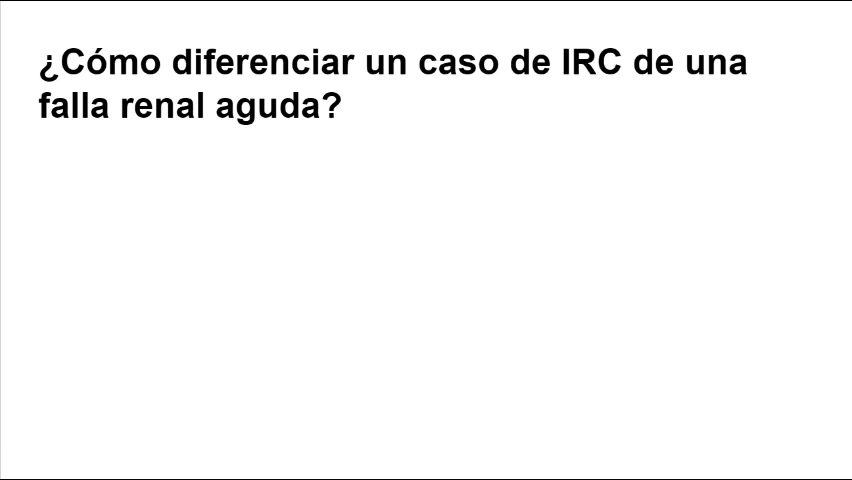 ¿Cómo diferenciar un caso de IRC de una
falla renal aguda?